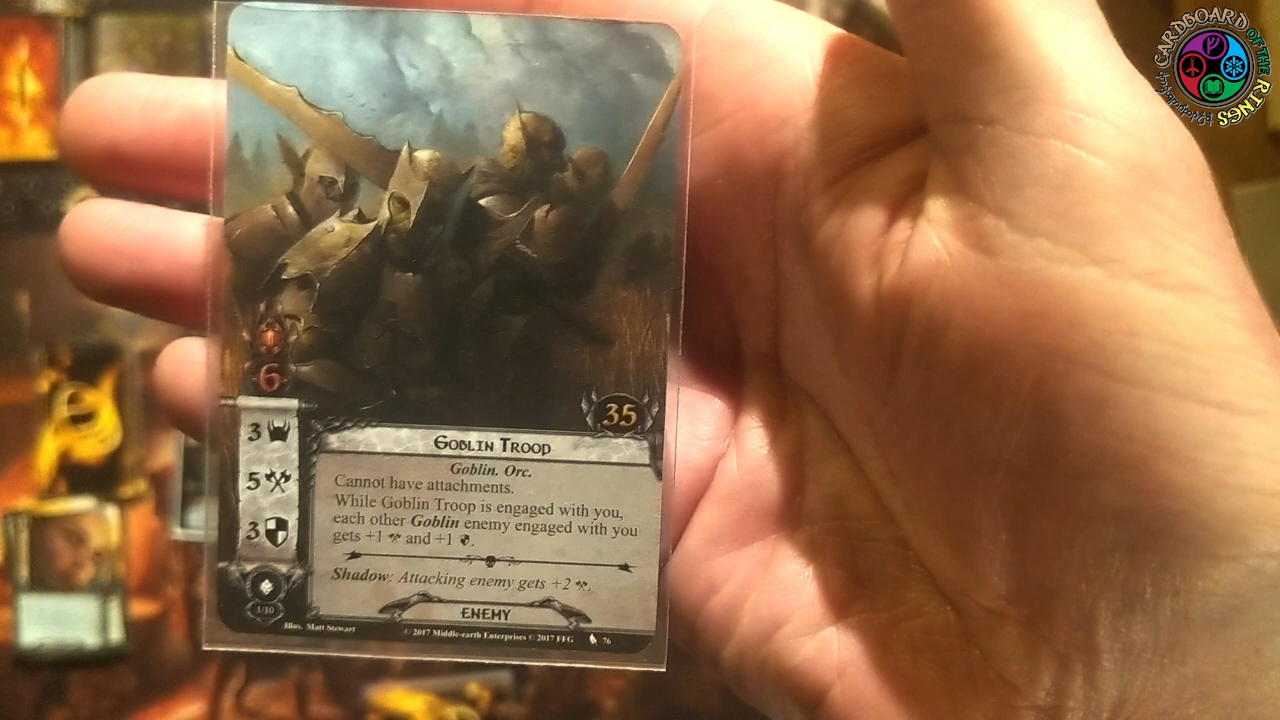 CARDBOARD OF THE RINGS
6
35
3
5
3
GOBLIN TROOP
Goblin. Orc.
Cannot have attachments.
While Goblin Troop is engaged with you,
each other Goblin enemy engaged with you
gets +1 and +1 .
Shadow: Attacking enemy gets +2 .
ENEMY
1/10
Illus. Matt Stewart
© 2017 Middle-earth Enterprises © 2017 FFG
76